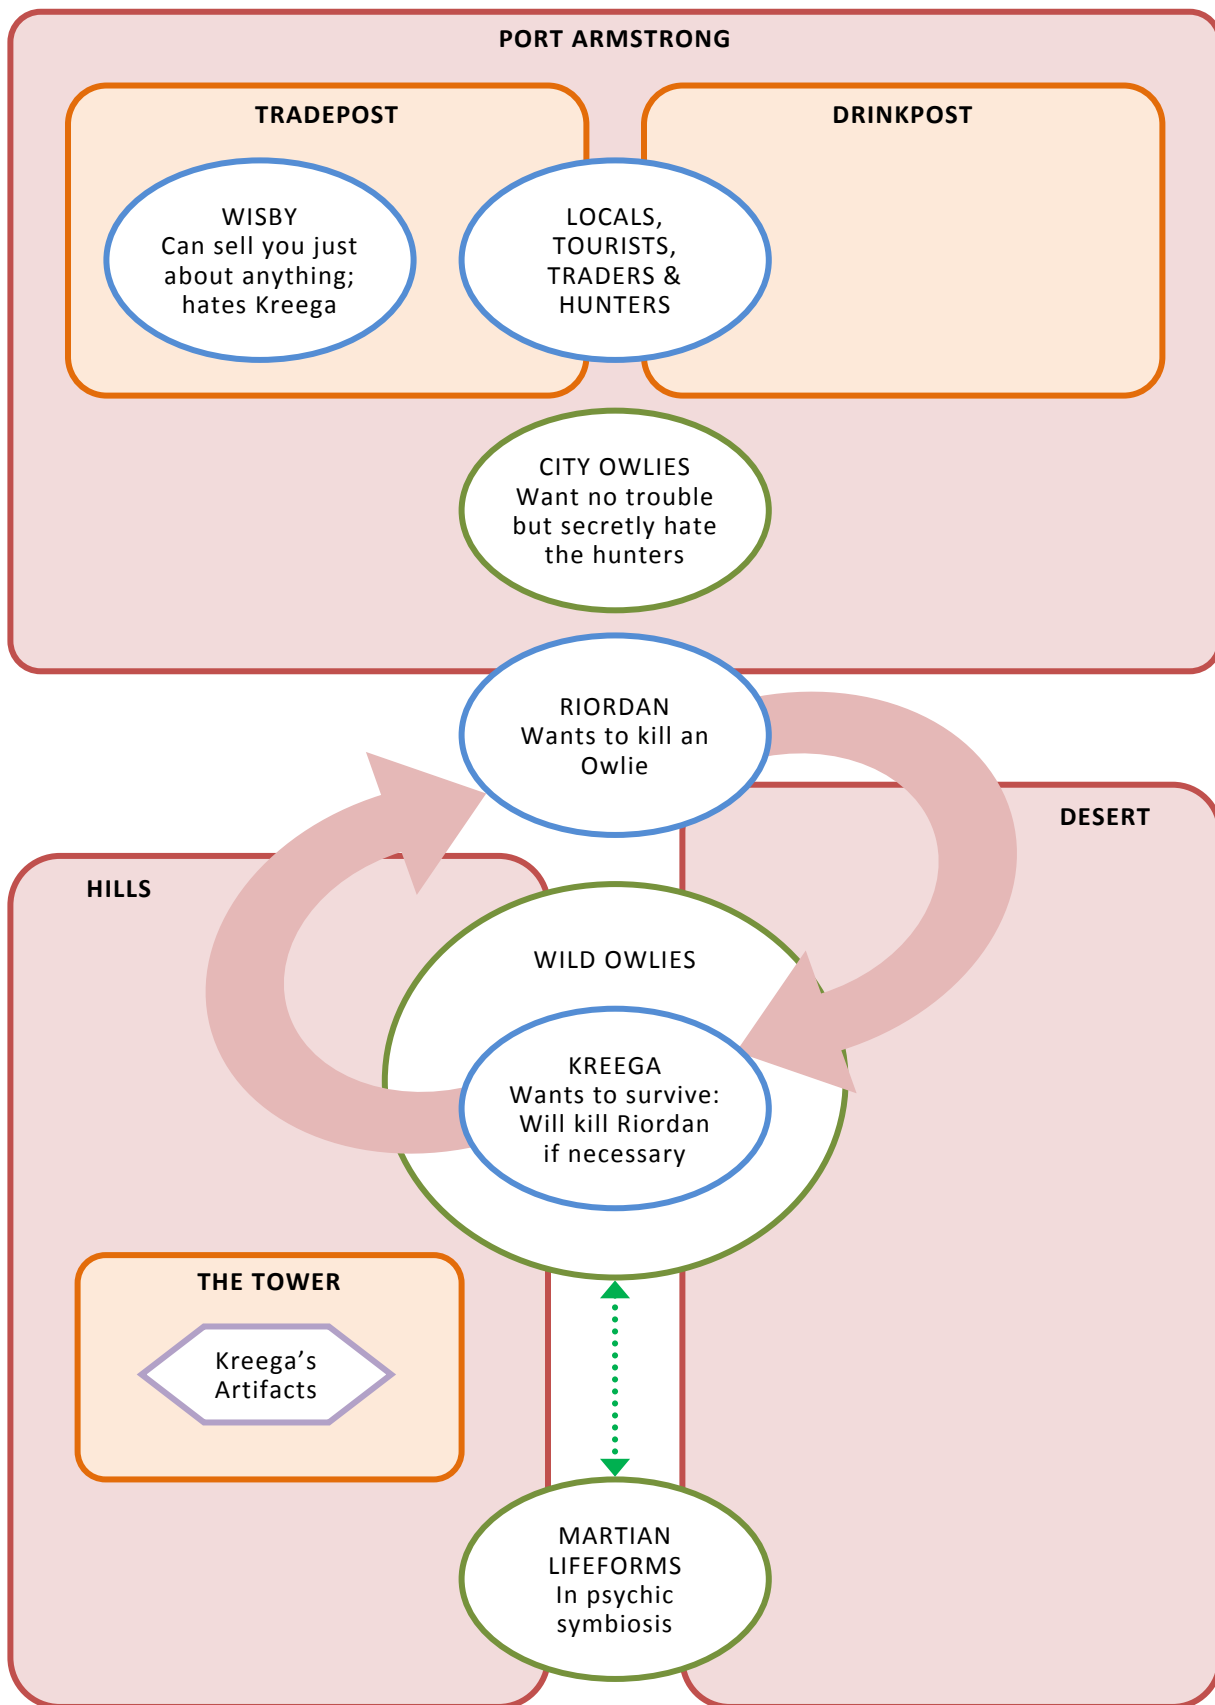 PORT ARMSTRONG
TRADEPOST
DRINKPOST
WISBY
Can sell you just
about anything;
hates Kreega
LOCALS,
TOURISTS,
TRADERS &
HUNTERS
CITY OWLIES
Want no trouble
but secretly hate
the hunters
RIORDAN
Wants to kill an
Owlie
DESERT
HILLS
WILD OWLIES
KREEGA
Wants to survive:
Will kill Riordan
if necessary
THE TOWER
Kreega’s
Artifacts
MARTIAN
LIFEFORMS
In psychic
symbiosis